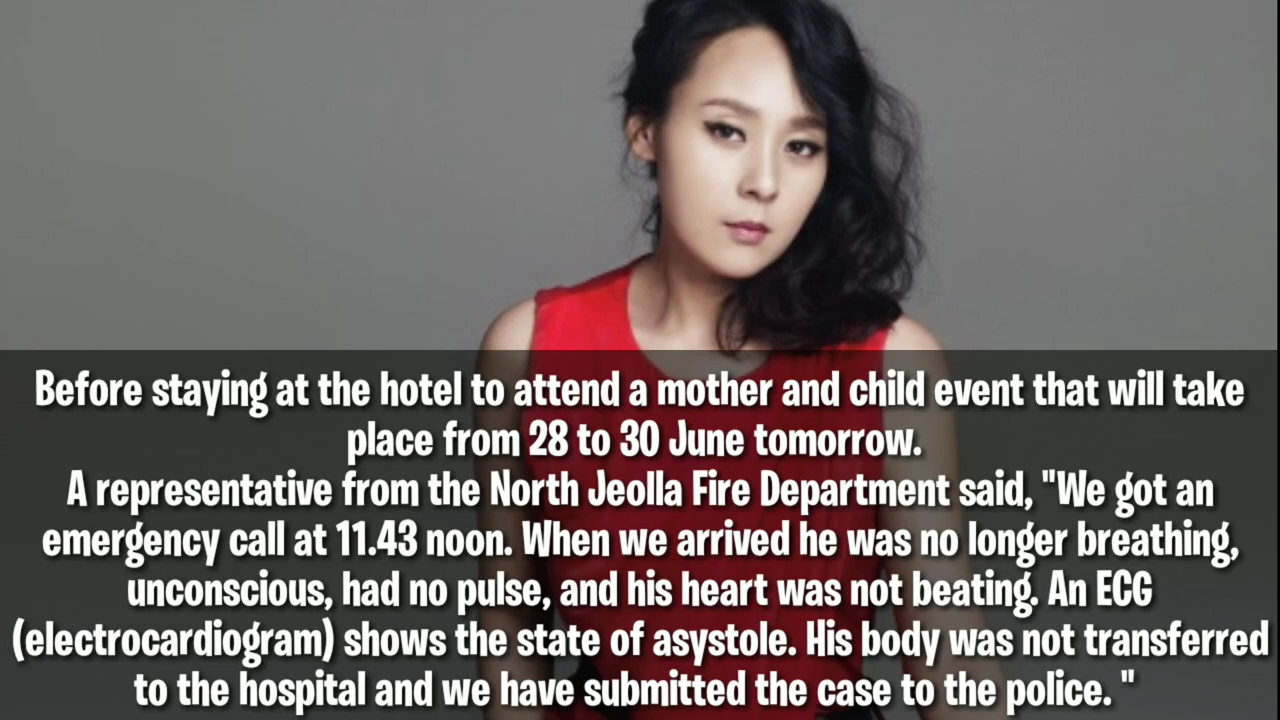 Before staying at the hotel to attend a mother and child event that will take
place from 28 to 30 June tomorrow.
A representative from the North Jeolla Fire Department said, "We got an
emergency call at 11.43 noon. When we arrived he was no longer breathing,
unconscious, had no pulse, and his heart was not beating. An ECG
(electrocardiogram) shows the state of asystole. His body was not transferred
to the hospital and we have submitted the case to the police. "